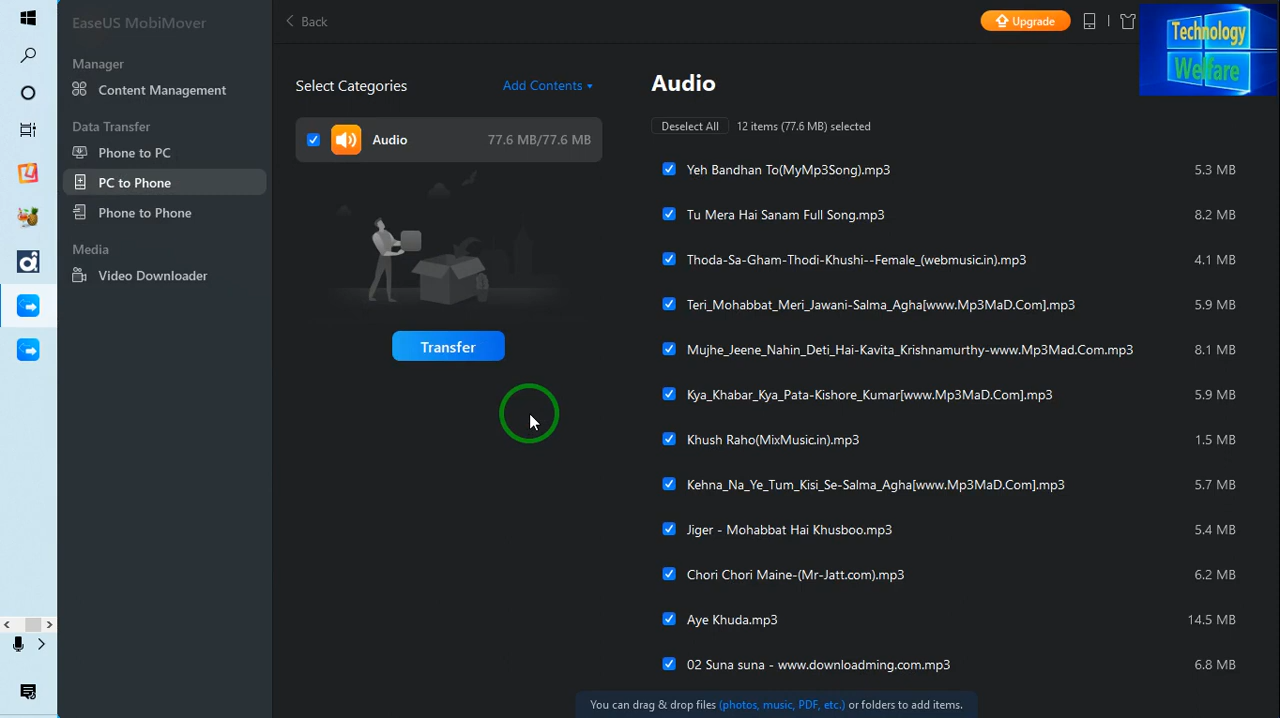 EaseUS MobiMover
Back
Upgrade
Technology
Welfare
Manager
Content Management
Data Transfer
Phone to PC
PC to Phone
Phone to Phone
Media
Video Downloader
Select Categories
Add Contents
Audio 77.6 MB/77.6 MB
Transfer
Audio
Deselect All 12 items (77.6 MB) selected
Yeh Bandhan To(MyMp3Song).mp3 5.3 MB
Tu Mera Hai Sanam Full Song.mp3 8.2 MB
Thoda-Sa-Gham-Thodi-Khushi--Female_(webmusic.in).mp3 4.1 MB
Teri_Mohabbat_Meri_Jawani-Salma_Agha[www.Mp3MaD.Com].mp3 5.9 MB
Mujhe_Jeene_Nahin_Deti_Hai-Kavita_Krishnamurthy-www.Mp3Mad.Com.mp3 8.1 MB
Kya_Khabar_Kya_Pata-Kishore_Kumar[www.Mp3MaD.Com].mp3 5.9 MB
Khush Raho(MixMusic.in).mp3 1.5 MB
Kehna_Na_Ye_Tum_Kisi_Se-Salma_Agha[www.Mp3MaD.Com].mp3 5.7 MB
Jiger - Mohabbat Hai Khusboo.mp3 5.4 MB
Chori Chori Maine-(Mr-Jatt.com).mp3 6.2 MB
Aye Khuda.mp3 14.5 MB
02 Suna suna - www.downloadming.com.mp3 6.8 MB
You can drag & drop files (photos, music, PDF, etc.) or folders to add items.